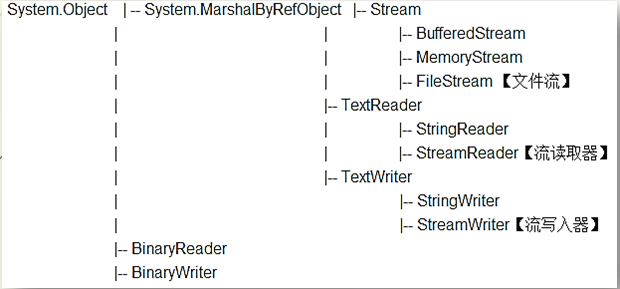 System.Object |-- System.MarshalByRefObject |-- Stream
| | |-- BufferedStream
| | |-- MemoryStream
| | |-- FileStream【文件流】
| |-- TextReader
| | |-- StringReader
| | |-- StreamReader【流读取器】
| |-- TextWriter
| |-- StringWriter
| |-- StreamWriter【流写入器】
|-- BinaryReader
|-- BinaryWriter